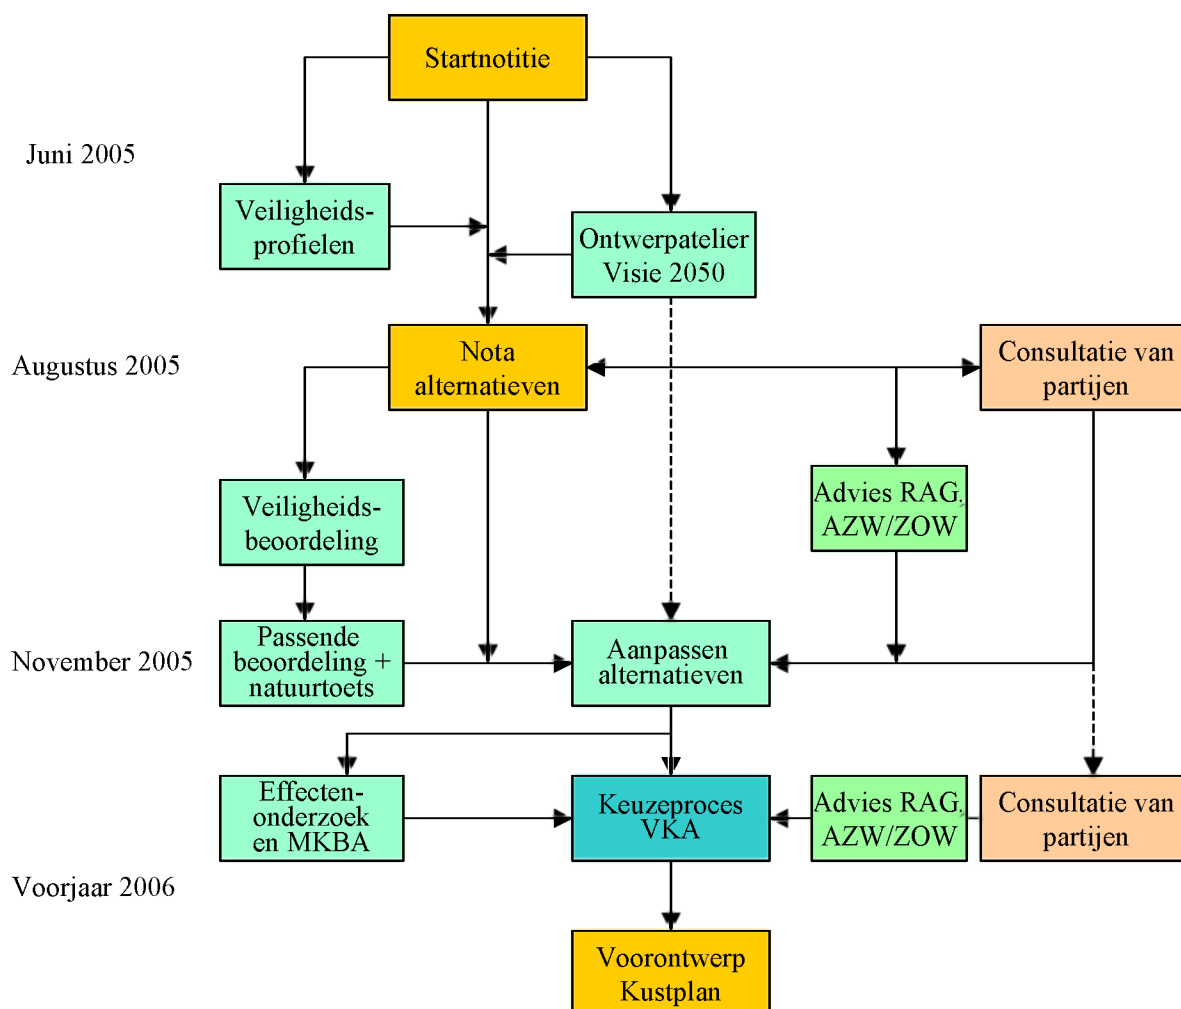 Startnotitie
Juni 2005
Veiligheids-
profielen
Ontwerpatelier
Visie 2050
Augustus 2005
Nota
alternatieven
Consultatie van
partijen
Veiligheids-
beoordeling
Advies RAG.
AZW/ZOW
November 2005
Passende
beoordeling +
natuurtoets
Aanpassen
alternatieven
Effecten-
onderzoek
en MKBA
Keuzeproces
VKA
Advies RAG.
AZW/ZOW
Consultatie van
partijen
Voorjaar 2006
Voorontwerp
Kustplan